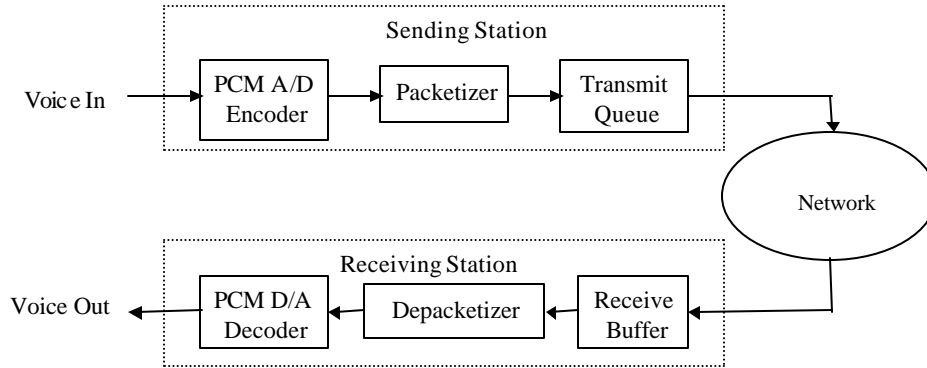 Sending Station
Voice In
PCM A/D
Encoder
Packetizer
Transmit
Queue
Network
Receiving Station
Voice Out
PCM D/A
Decoder
Depacketizer
Receive
Buffer